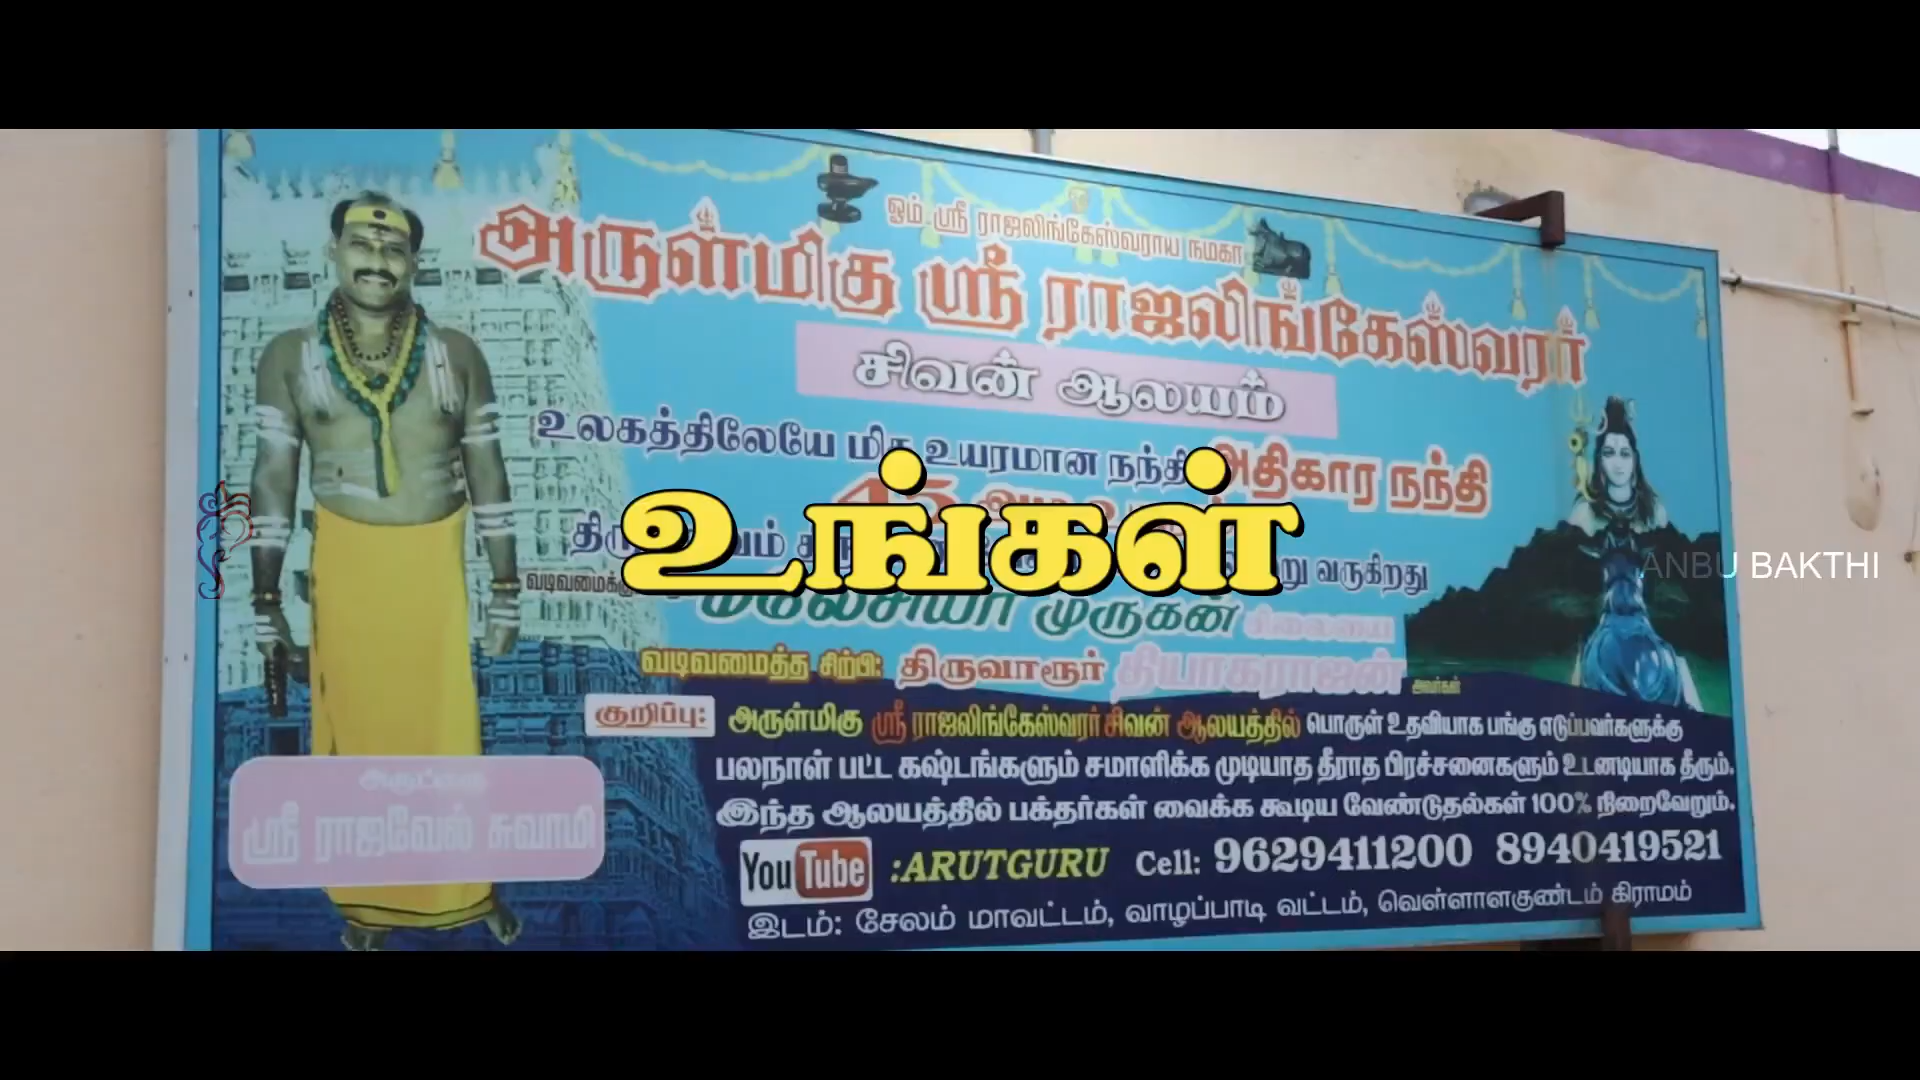 ஓம் ஸ்ரீ ராஜலிங்கேஸ்வராய நமகா
அருள்மிகு ஸ்ரீ ராஜலிங்கேஸ்வரர்
சிவன் ஆலயம்
உலகத்திலேயே மிக உயரமான நந்தி அதிகார நந்தி
45
வருகிறது
உங்கள்
ANBU BAKTHI
மலேசியா முருகன் சிலையை
வடிவமைத்த சிற்பி: திருவாரூர் தியாகராஜன் அவர்கள்
குறிப்பு: அருள்மிகு ஸ்ரீ ராஜலிங்கேஸ்வரர் சிவன் ஆலயத்தில் பொருள் உதவியாக பங்கு எடுப்பவர்களுக்கு
பலநாள் பட்ட கஷ்டங்களும் சமாளிக்க முடியாத தீராத பிரச்சனைகளும் உடனடியாக தீரும்.
இந்த ஆலயத்தில் பக்தர்கள் வைக்க கூடிய வேண்டுதல்கள் 100% நிறைவேறும்.
ஸ்ரீ ராஜவேல் சுவாமி
YouTube :ARUTGURU Cell: 9629411200 8940419521
இடம்: சேலம் மாவட்டம், வாழப்பாடி வட்டம், வெள்ளாளகுண்டம் கிராமம்